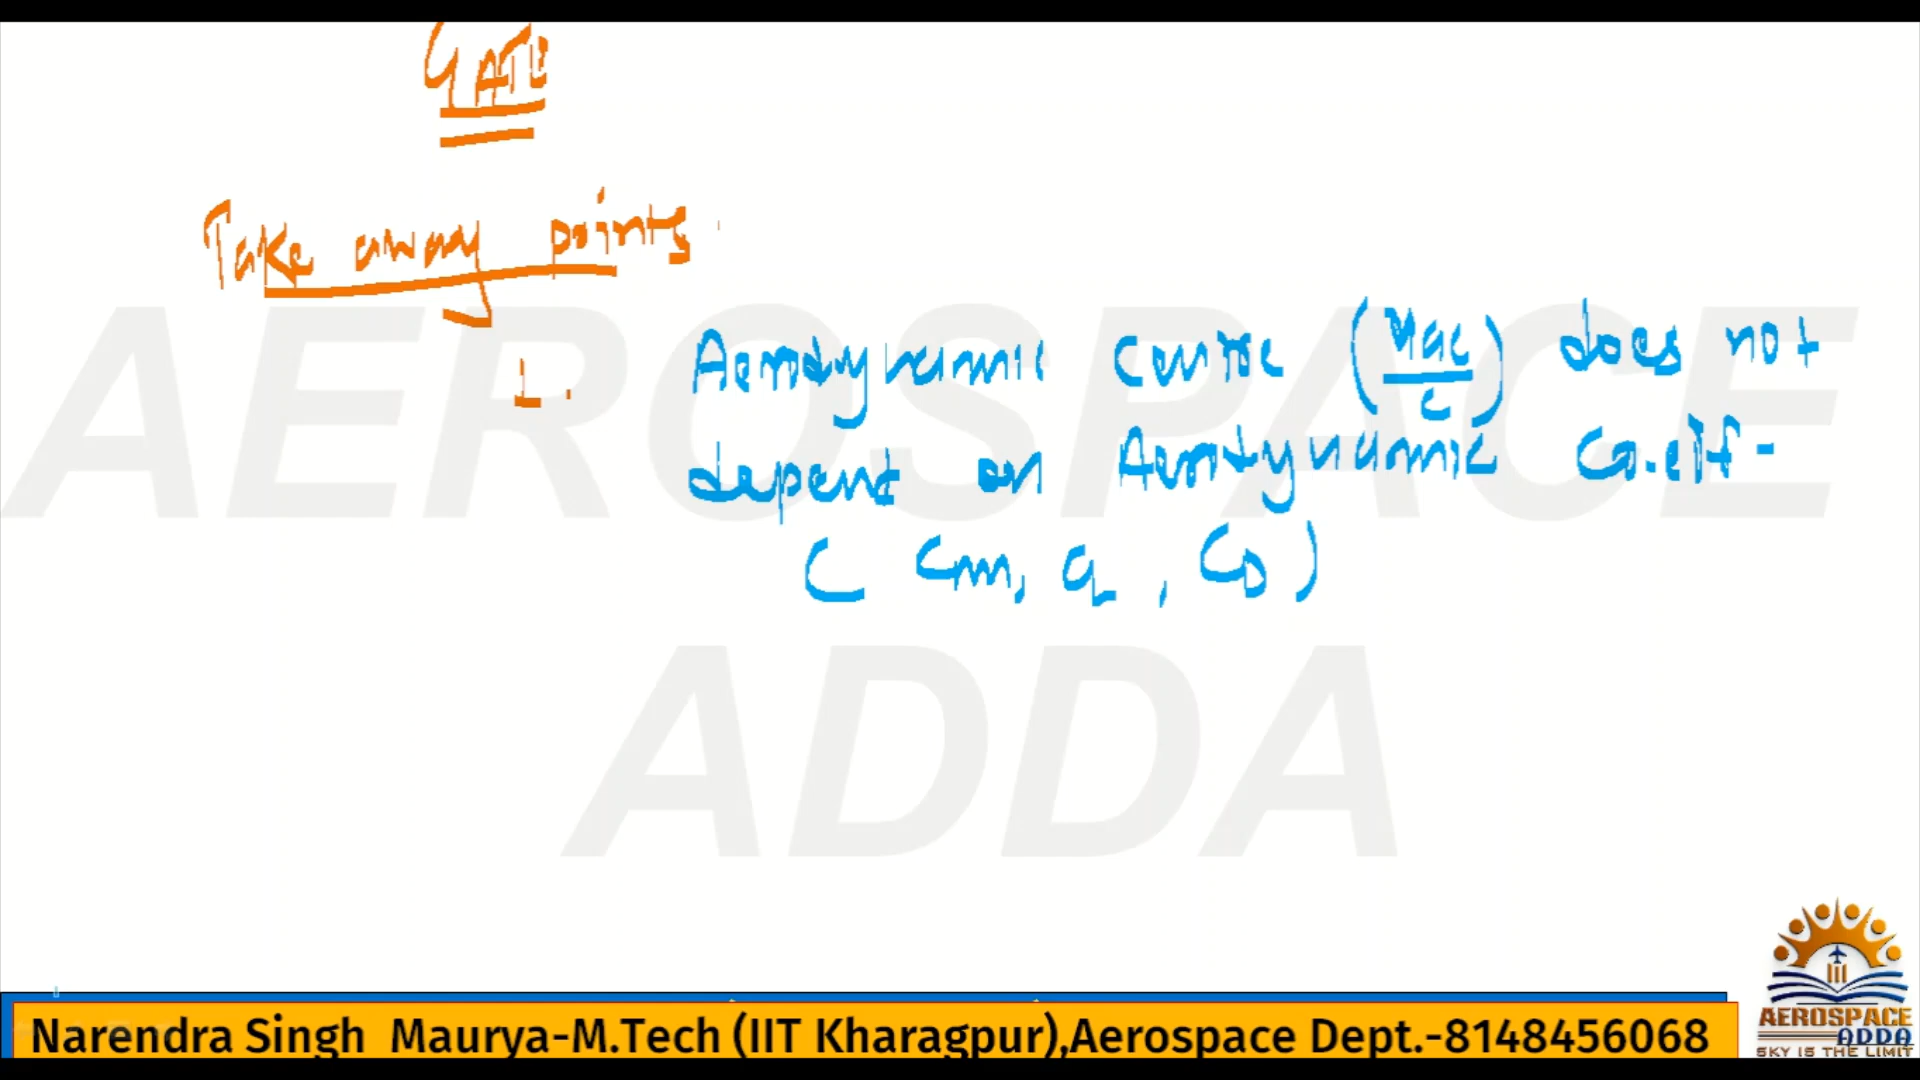 GATE
Take away points.
1. Aerodynamic Centre (Xac/c) does not
depend on Aerodynamic Co.eff-
( Cm, CL, CD )
AEROSPACE
ADDA
Narendra Singh Maurya-M.Tech (IIT Kharagpur),Aerospace Dept.-8148456068
AEROSPACE
ADDA
SKY IS THE LIMIT